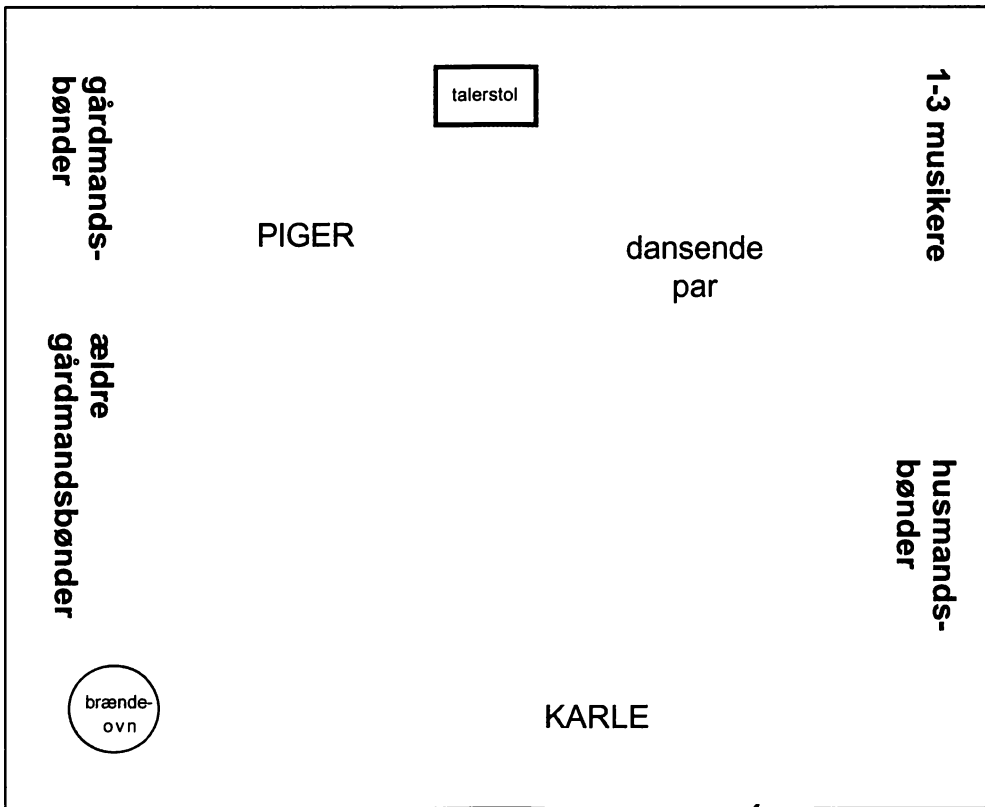 gårdmands-
bønder
talerstol
1-3 musikere
PIGER
dansende
par
ældre
gårdmandsbønder
husmands-
bønder
brænde-
ovn
KARLE